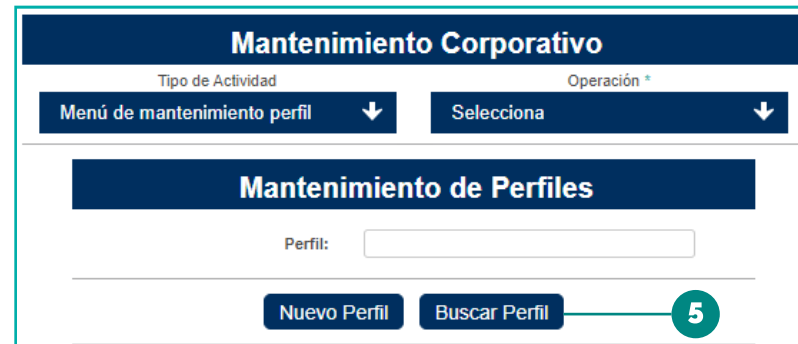 Mantenimiento Corporativo
Tipo de Actividad Operación *
Menú de mantenimiento perfil Selecciona
Mantenimiento de Perfiles
Perfil:
Nuevo Perfil Buscar Perfil 5